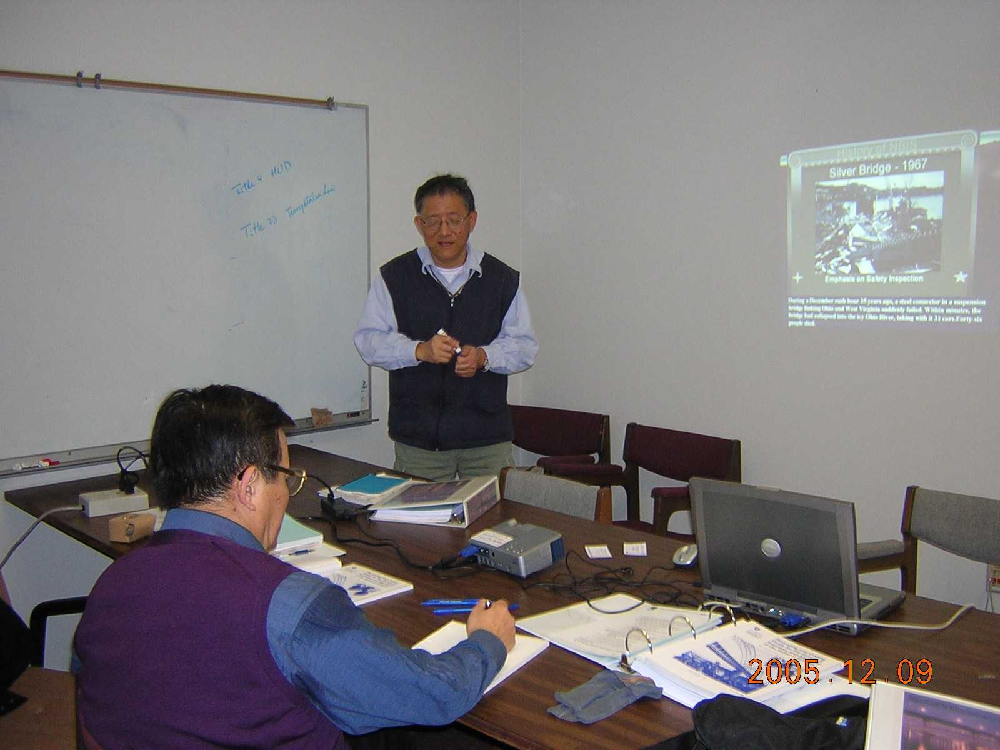 Title 4 HUD
Title 23 Transportation Law
History of NBIS
Silver Bridge - 1967
Emphasis on Safety Inspection
During a December rush hour 35 years ago, a steel connector in a suspension
bridge linking Ohio and West Virginia suddenly failed. Within minutes, the
bridge had collapsed into the icy Ohio River, taking with it 31 cars.Forty-six
people died.
2005.12.09